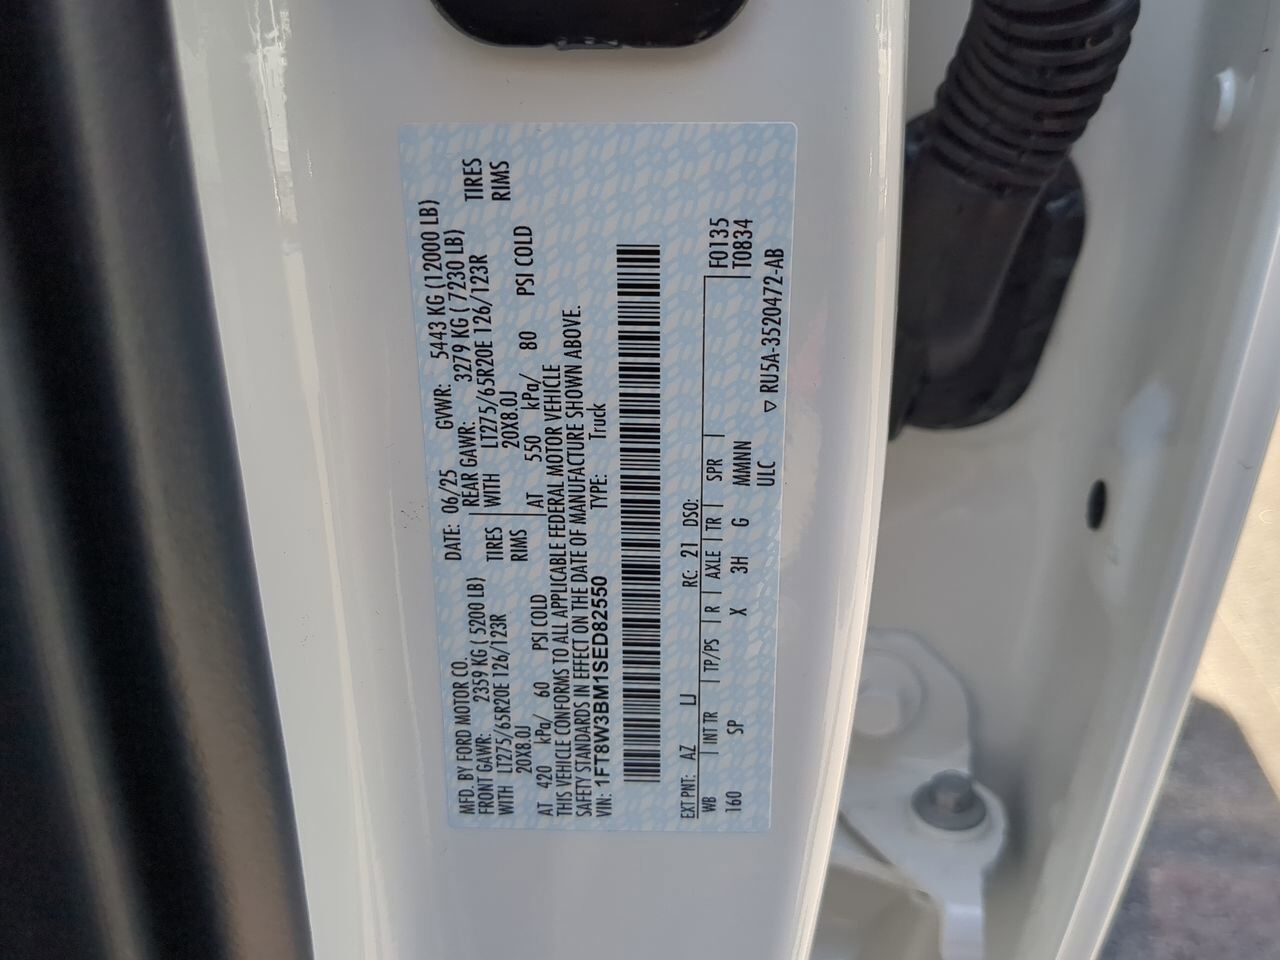 MFD. BY FORD MOTOR CO. DATE: 06/25 GVWR: 5443 KG (12000 LB)
FRONT GAWR: 2359 KG ( 5200 LB) REAR GAWR: 3279 KG ( 7230 LB)
WITH LT275/65R20E 126/123R TIRES WITH LT275/65R20E 126/123R TIRES
20X8.0J RIMS 20X8.0J RIMS
AT 420 kPa/ 60 PSI COLD AT 550 kPa/ 80 PSI COLD
THIS VEHICLE CONFORMS TO ALL APPLICABLE FEDERAL MOTOR VEHICLE
SAFETY STANDARDS IN EFFECT ON THE DATE OF MANUFACTURE SHOWN ABOVE.
VIN: 1FT8W3BM1SED82550 TYPE: Truck
EXT PNT: AZ LJ RC: 21 DSO: F0135
WB | INT TR | TP/PS | R | AXLE | TR | SPR | T0834
160 SP X 3H G MMNN
ULC ▽ RU5A-3520472-AB